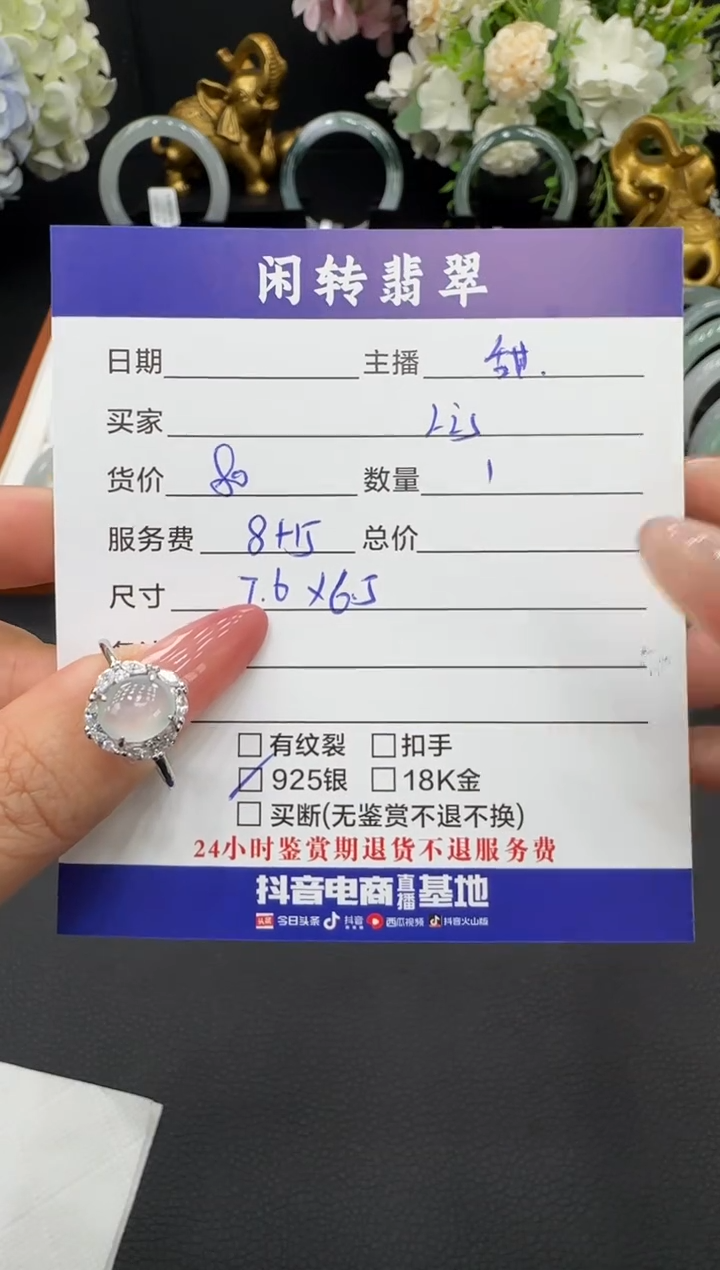 闲转翡翠
日期 主播 甜.
买家 Lis
货价 80 数量 1
服务费 8+15 总价
尺寸 7.6×6.5
有纹裂 扣手
925银 18K金
买断(无鉴赏不退不换)
24小时鉴赏期退货不退服务费
抖音电商直播基地
头条 今日头条 抖音 西瓜视频 抖音火山版